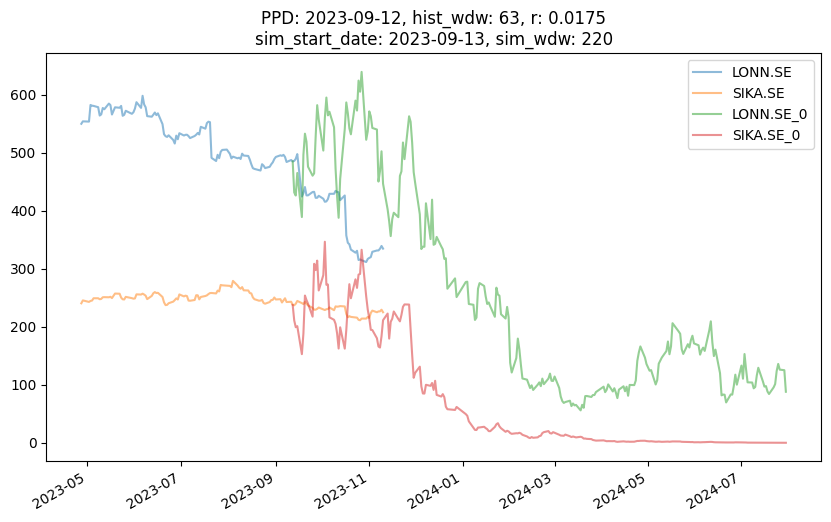 PPD: 2023-09-12, hist_wdw: 63, r: 0.0175
sim_start_date: 2023-09-13, sim_wdw: 220
LONN.SE
SIKA.SE
LONN.SE_0
SIKA.SE_0
600
500
400
300
200
100
0
2023-05
2023-07
2023-09
2023-11
2024-01
2024-03
2024-05
2024-07